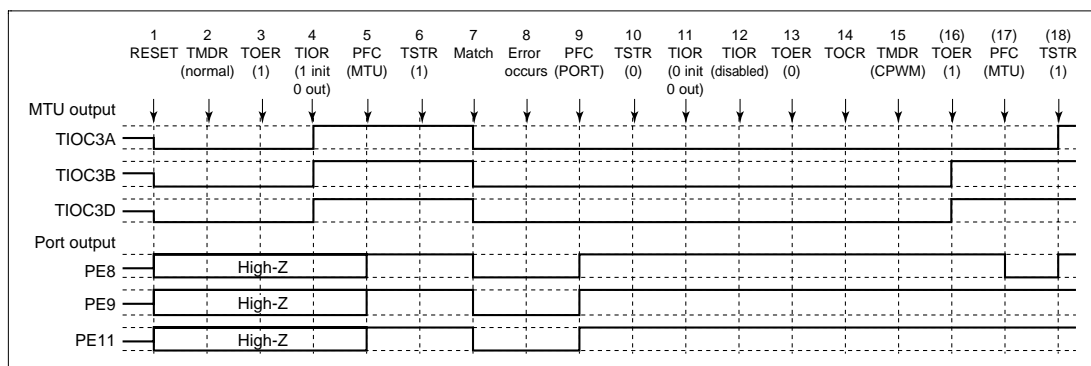 1 2 3 4 5 6 7 8 9 10 11 12 13 14 15 (16) (17) (18)
RESET TMDR TOER TIOR PFC TSTR Match Error PFC TSTR TIOR TIOR TOER TOCR TMDR TOER PFC TSTR
(normal) (1) (1 init (MTU) (1) occurs (PORT) (0) (0 init (disabled) (0) (CPWM) (1) (MTU) (1)
0 out) 0 out)
MTU output
TIOC3A
TIOC3B
TIOC3D
Port output
PE8 High-Z
PE9 High-Z
PE11 High-Z